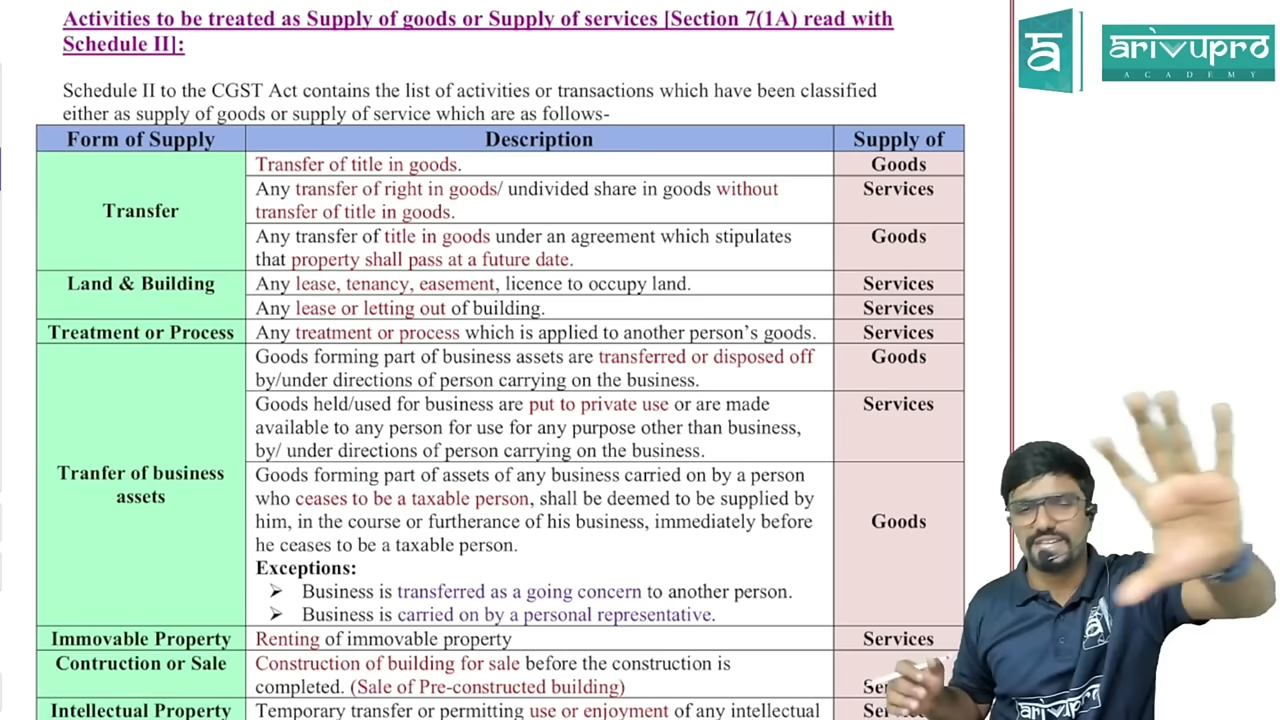 Activities to be treated as Supply of goods or Supply of services [Section 7(1A) read with
Schedule II]:
Schedule II to the CGST Act contains the list of activities or transactions which have been classified
either as supply of goods or supply of service which are as follows-
Form of Supply Description Supply of
Transfer
Transfer of title in goods. Goods
Any transfer of right in goods/ undivided share in goods without Services
transfer of title in goods.
Any transfer of title in goods under an agreement which stipulates Goods
that property shall pass at a future date.
Land & Building Any lease, tenancy, easement, licence to occupy land. Services
Any lease or letting out of building. Services
Treatment or Process Any treatment or process which is applied to another person's goods. Services
Tranfer of business
assets
Goods forming part of business assets are transferred or disposed off Goods
by/under directions of person carrying on the business.
Goods held/used for business are put to private use or are made Services
available to any person for use for any purpose other than business,
by/ under directions of person carrying on the business.
Goods forming part of assets of any business carried on by a person
who ceases to be a taxable person, shall be deemed to be supplied by
him, in the course or furtherance of his business, immediately before Goods
he ceases to be a taxable person.
Exceptions:
➢ Business is transferred as a going concern to another person.
➢ Business is carried on by a personal representative.
Immovable Property Renting of immovable property Services
Contruction or Sale Construction of building for sale before the construction is
completed. (Sale of Pre-constructed building)
Intellectual Property Temporary transfer or permitting use or enjoyment of any intellectual
arivupro
ACADEMY
arivupro